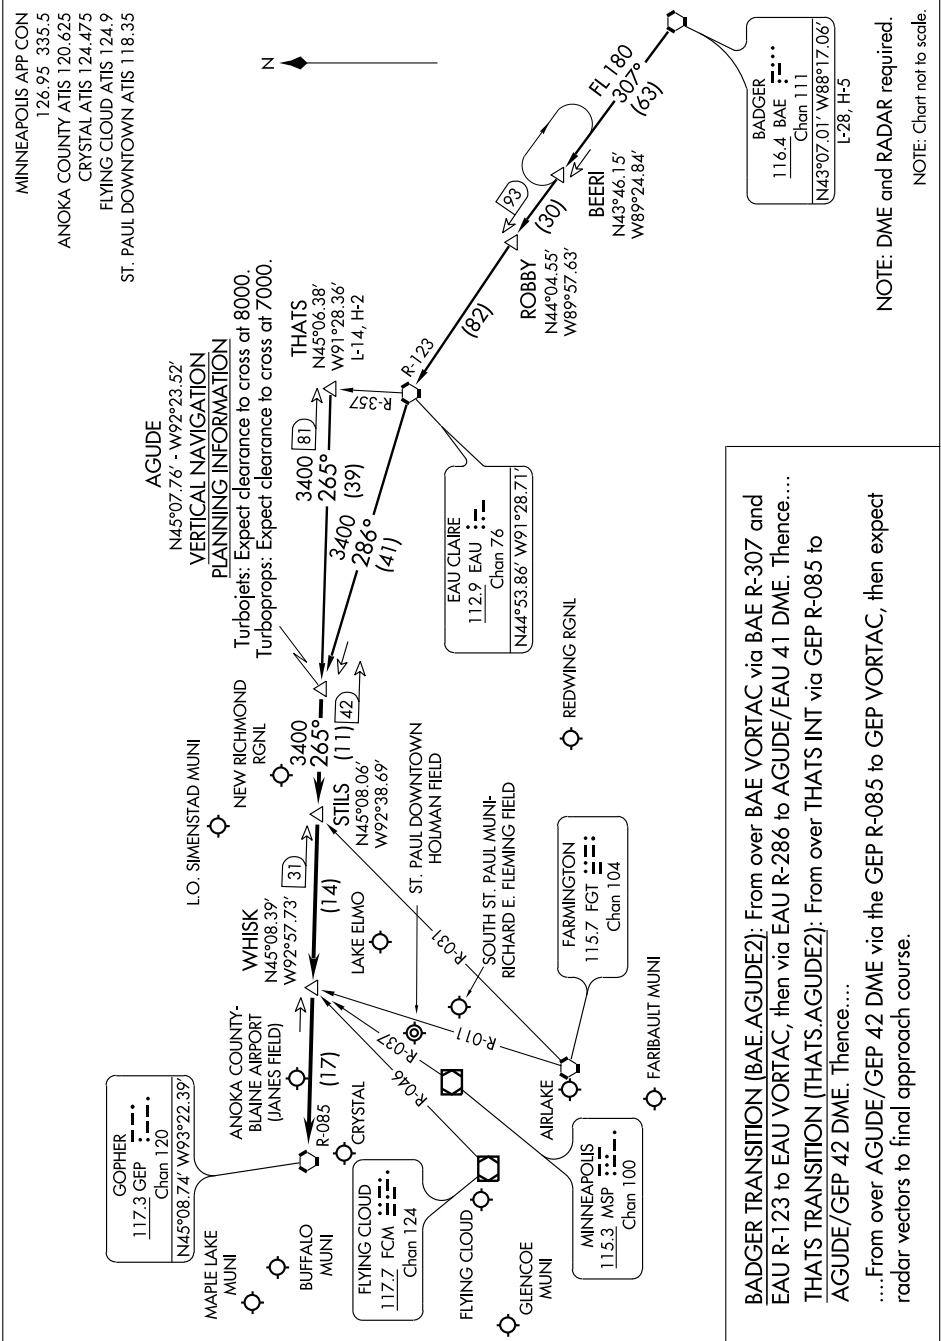 MINNEAPOLIS APP CON
126.95 335.5
ANOKA COUNTY ATIS 120.625
CRYSTAL ATIS 124.475
FLYING CLOUD ATIS 124.9
ST. PAUL DOWNTOWN ATIS 118.35
N
AGUDE
N45°07.76′ - W92°23.52′
VERTICAL NAVIGATION
PLANNING INFORMATION
Turbojets: Expect clearance to cross at 8000.
Turboprops: Expect clearance to cross at 7000.
THATS
N45°06.38′
W91°28.36′
L-14, H-2
L.O. SIMENSTAD MUNI
NEW RICHMOND
RGNL
GOPHER
117.3 GEP
Chan 120
N45°08.74′ W93°22.39′
MAPLE LAKE
MUNI
BUFFALO
MUNI
ANOKA COUNTY-
BLAINE AIRPORT
(JANES FIELD)
R-085
(17)
CRYSTAL
WHISK
N45°08.39′
W92°57.73′
31
(14)
STILS
N45°08.06′
W92°38.69′
3400
265°
(11)
42
3400
265°
(39)
81
3400
286°
(41)
R-357
R-123
(82)
ROBBY
N44°04.55′
W89°57.63′
93
(30)
BEERI
N43°46.15′
W89°24.84′
FL 180
307°
(63)
BADGER
116.4 BAE
Chan 111
N43°07.01′ W88°17.06′
L-28, H-5
EAU CLAIRE
112.9 EAU
Chan 76
N44°53.86′ W91°28.71′
LAKE ELMO
ST. PAUL DOWNTOWN
HOLMAN FIELD
SOUTH ST. PAUL MUNI-
RICHARD E. FLEMING FIELD
REDWING RGNL
R-031
R-011
R-037
R-046
FARMINGTON
115.7 FGT
Chan 104
FLYING CLOUD
117.7 FCM
Chan 124
FLYING CLOUD
GLENCOE
MUNI
MINNEAPOLIS
115.3 MSP
Chan 100
AIRLAKE
FARIBAULT MUNI
NOTE: DME and RADAR required.
NOTE: Chart not to scale.
BADGER TRANSITION (BAE.AGUDE2): From over BAE VORTAC via BAE R-307 and
EAU R-123 to EAU VORTAC, then via EAU R-286 to AGUDE/EAU 41 DME. Thence....
THATS TRANSITION (THATS.AGUDE2): From over THATS INT via GEP R-085 to
AGUDE/GEP 42 DME. Thence....
....From over AGUDE/GEP 42 DME via the GEP R-085 to GEP VORTAC, then expect
radar vectors to final approach course.